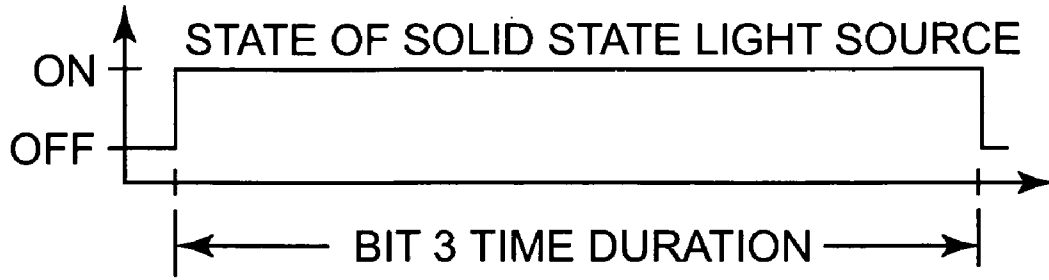 STATE OF SOLID STATE LIGHT SOURCE
ON
OFF
BIT 3 TIME DURATION